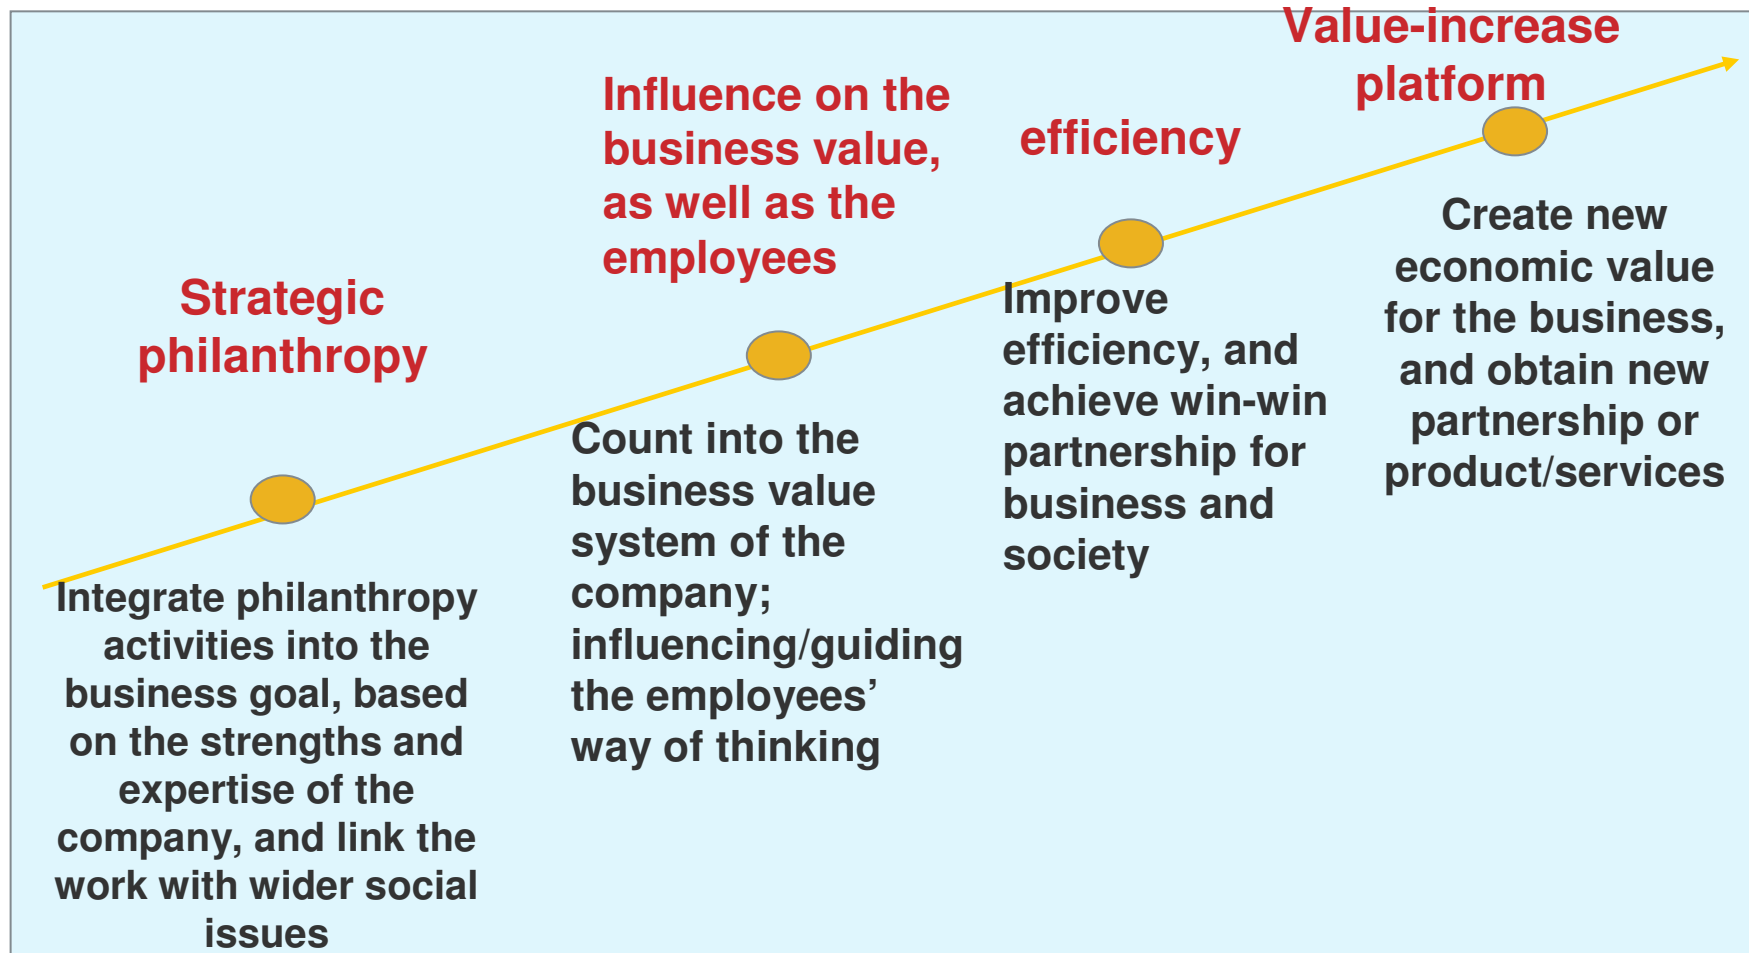 Strategic
philanthropy
Integrate philanthropy
activities into the
business goal, based
on the strengths and
expertise of the
company, and link the
work with wider social
issues
Influence on the
business value,
as well as the
employees
Count into the
business value
system of the
company;
influencing/guiding
the employees’
way of thinking
efficiency
Improve
efficiency, and
achieve win-win
partnership for
business and
society
Value-increase
platform
Create new
economic value
for the business,
and obtain new
partnership or
product/services